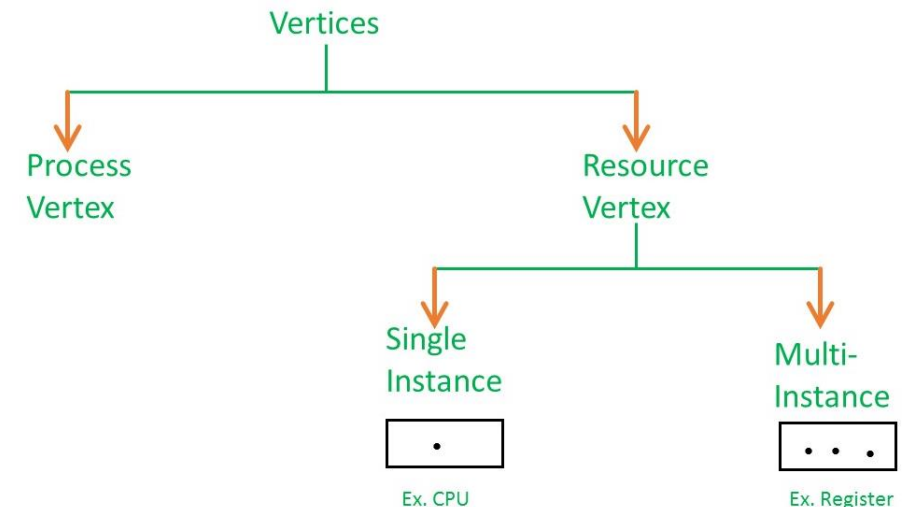 Vertices
Process
Vertex
Resource
Vertex
Single
Instance
Multi-
Instance
Ex. CPU
Ex. Register